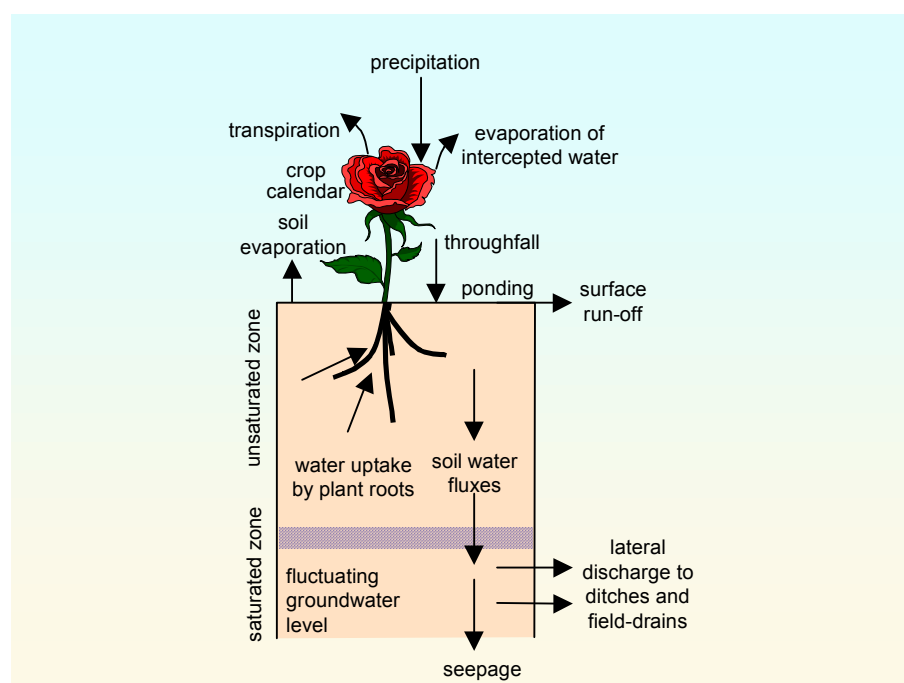 precipitation
transpiration
evaporation of
intercepted water
crop
calendar
soil
evaporation
throughfall
ponding
surface
run-off
unsaturated zone
water uptake
by plant roots
soil water
fluxes
saturated zone
fluctuating
groundwater
level
lateral
discharge to
ditches and
field-drains
seepage